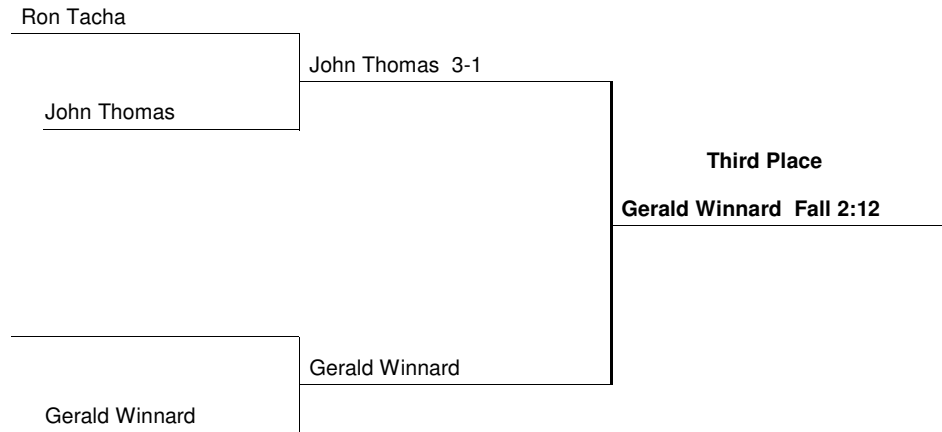 Ron Tacha
John Thomas 3-1
John Thomas
Third Place
Gerald Winnard Fall 2:12
Gerald Winnard
Gerald Winnard